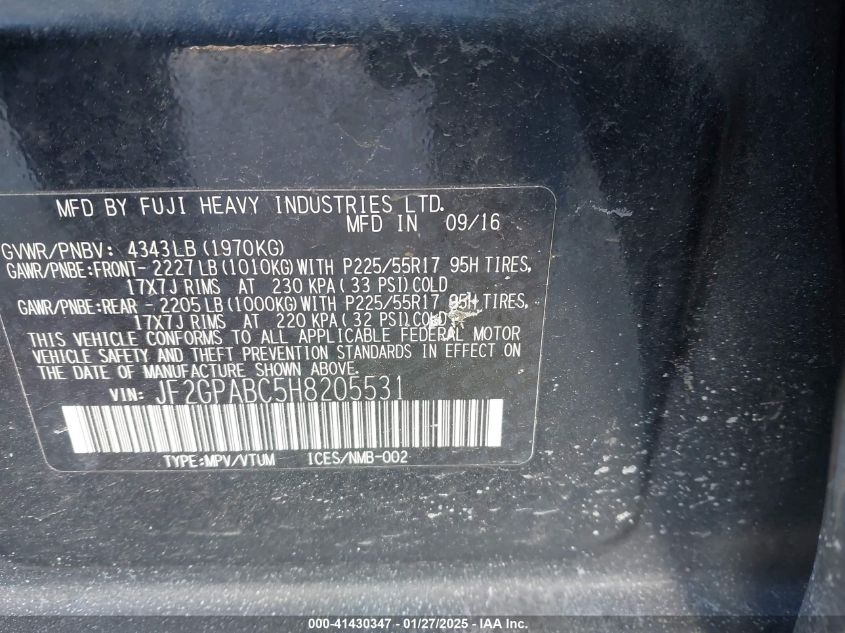 MFD BY FUJI HEAVY INDUSTRIES LTD.
MFD IN 09/16
GVWR/PNBV: 4343LB (1970KG)
GAWR/PNBE:FRONT- 2227 LB (1010KG) WITH P225/55R17 95H TIRES,
17X7J RIMS AT 230 KPA ( 33 PSI) COLD
GAWR/PNBE:REAR - 2205 LB (1000KG) WITH P225/55R17 95H TIRES,
17X7J RIMS AT 220 KPA ( 32 PSI) COLD
THIS VEHICLE CONFORMS TO ALL APPLICABLE FEDERAL MOTOR
VEHICLE SAFETY AND THEFT PREVENTION STANDARDS IN EFFECT ON
THE DATE OF MANUFACTURE SHOWN ABOVE.
VIN: JF2GPABC5H8205531
TYPE:MPV/VTUM ICES/NMB-002
000-41430347 - 01/27/2025 - IAA Inc.